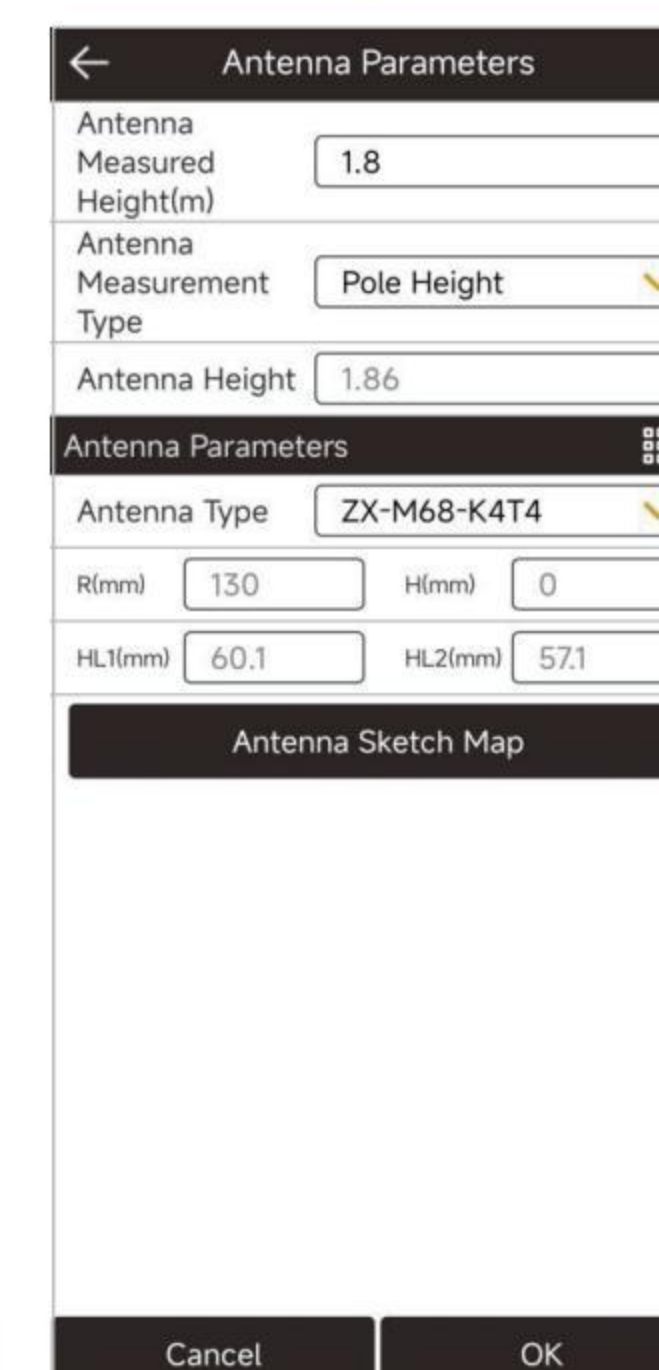 Antenna Parameters
Antenna
Measured
Height(m)
1.8
Antenna
Measurement
Type
Pole Height
Antenna Height
1.86
Antenna Parameters
Antenna Type
ZX-M68-K4T4
R(mm)
130
H(mm)
0
HL1(mm)
60.1
HL2(mm)
57.1
Antenna Sketch Map
Cancel
OK